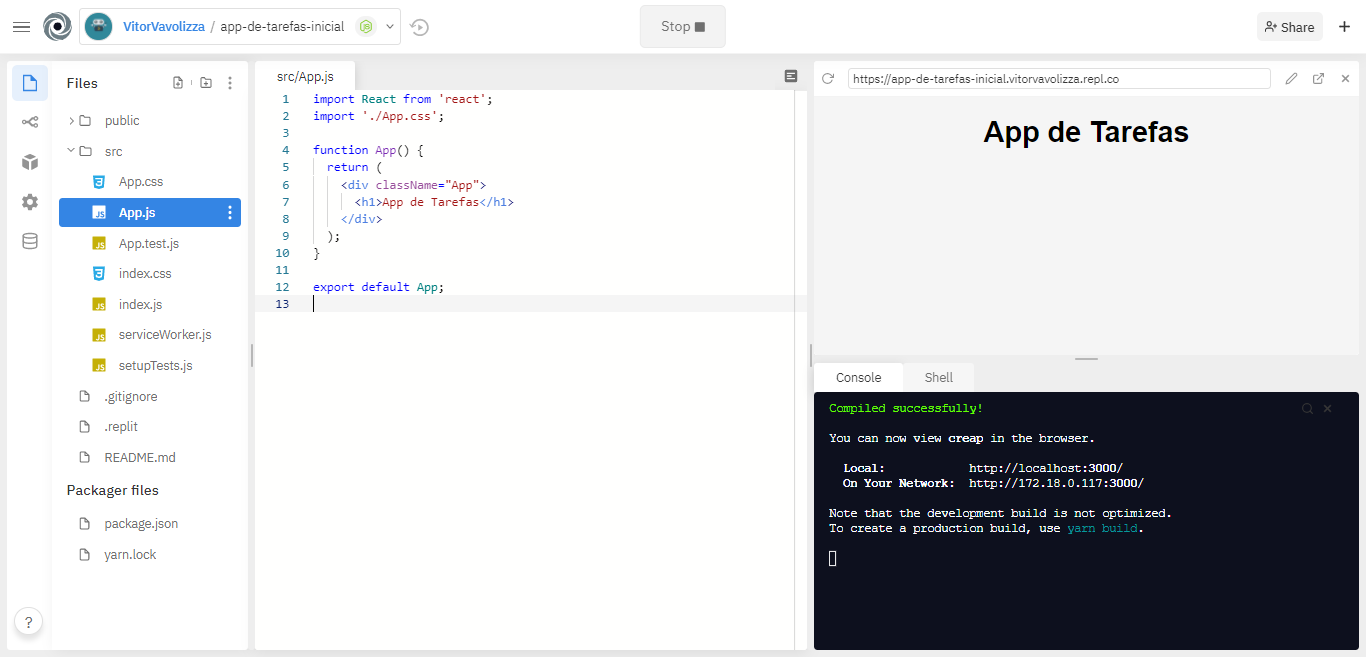 VitorVavolizza / app-de-tarefas-inicial
Stop
Share
Files
public
src
App.css
App.js
App.test.js
index.css
index.js
serviceWorker.js
setupTests.js
.gitignore
.replit
README.md
Packager files
package.json
yarn.lock
?
src/App.js
1 import React from 'react';
2 import './App.css';
3
4 function App() {
5 return (
6 <div className="App">
7 <h1>App de Tarefas</h1>
8 </div>
9 );
10 }
11
12 export default App;
13
https://app-de-tarefas-inicial.vitorvavolizza.repl.co
App de Tarefas
Console Shell
Compiled successfully!
You can now view creap in the browser.
Local: http://localhost:3000/
On Your Network: http://172.18.0.117:3000/
Note that the development build is not optimized.
To create a production build, use yarn build.